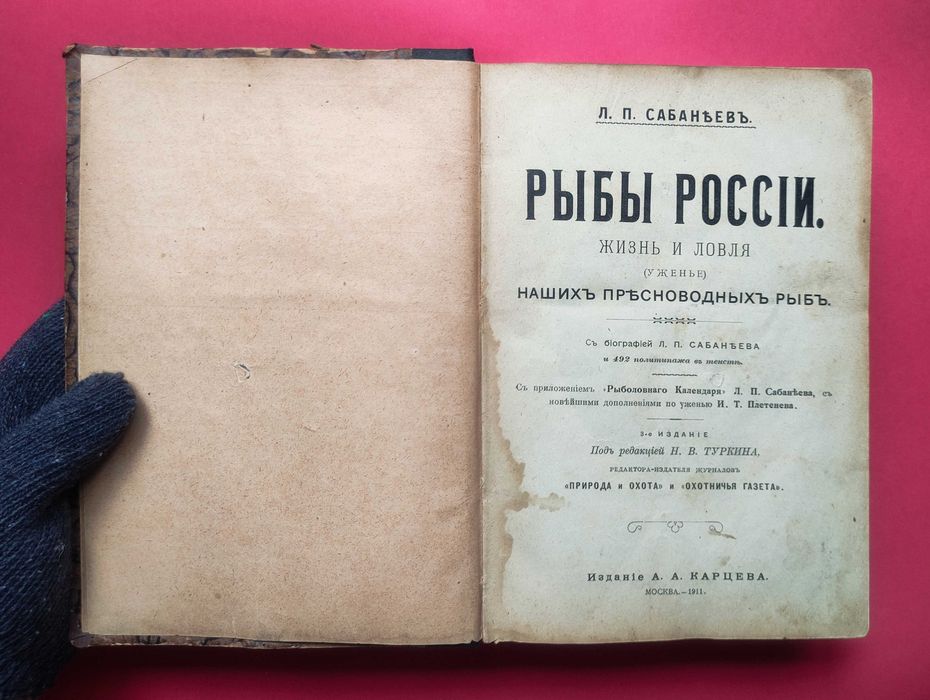 Л. П. САБАНѢЕВЪ.
РЫБЫ РОССІИ.
ЖИЗНЬ И ЛОВЛЯ
(УЖЕНЬЕ)
НАШИХЪ ПРѢСНОВОДНЫХЪ РЫБЪ.
Съ біографіей Л. П. САБАНѢЕВА
и 492 политипажа въ текстѣ.
Съ приложеніемъ «Рыболовнаго Календаря» Л. П. Сабанѣева, съ
новѣйшими дополненіями по уженью И. Т. Плетенева.
3-е ИЗДАНІЕ
Подъ редакціей Н. В. ТУРКИНА,
РЕДАКТОРА-ИЗДАТЕЛЯ ЖУРНАЛОВЪ
«ПРИРОДА и ОХОТА» и «ОХОТНИЧЬЯ ГАЗЕТА».
Изданіе А. А. КАРЦЕВА.
МОСКВА.—1911.